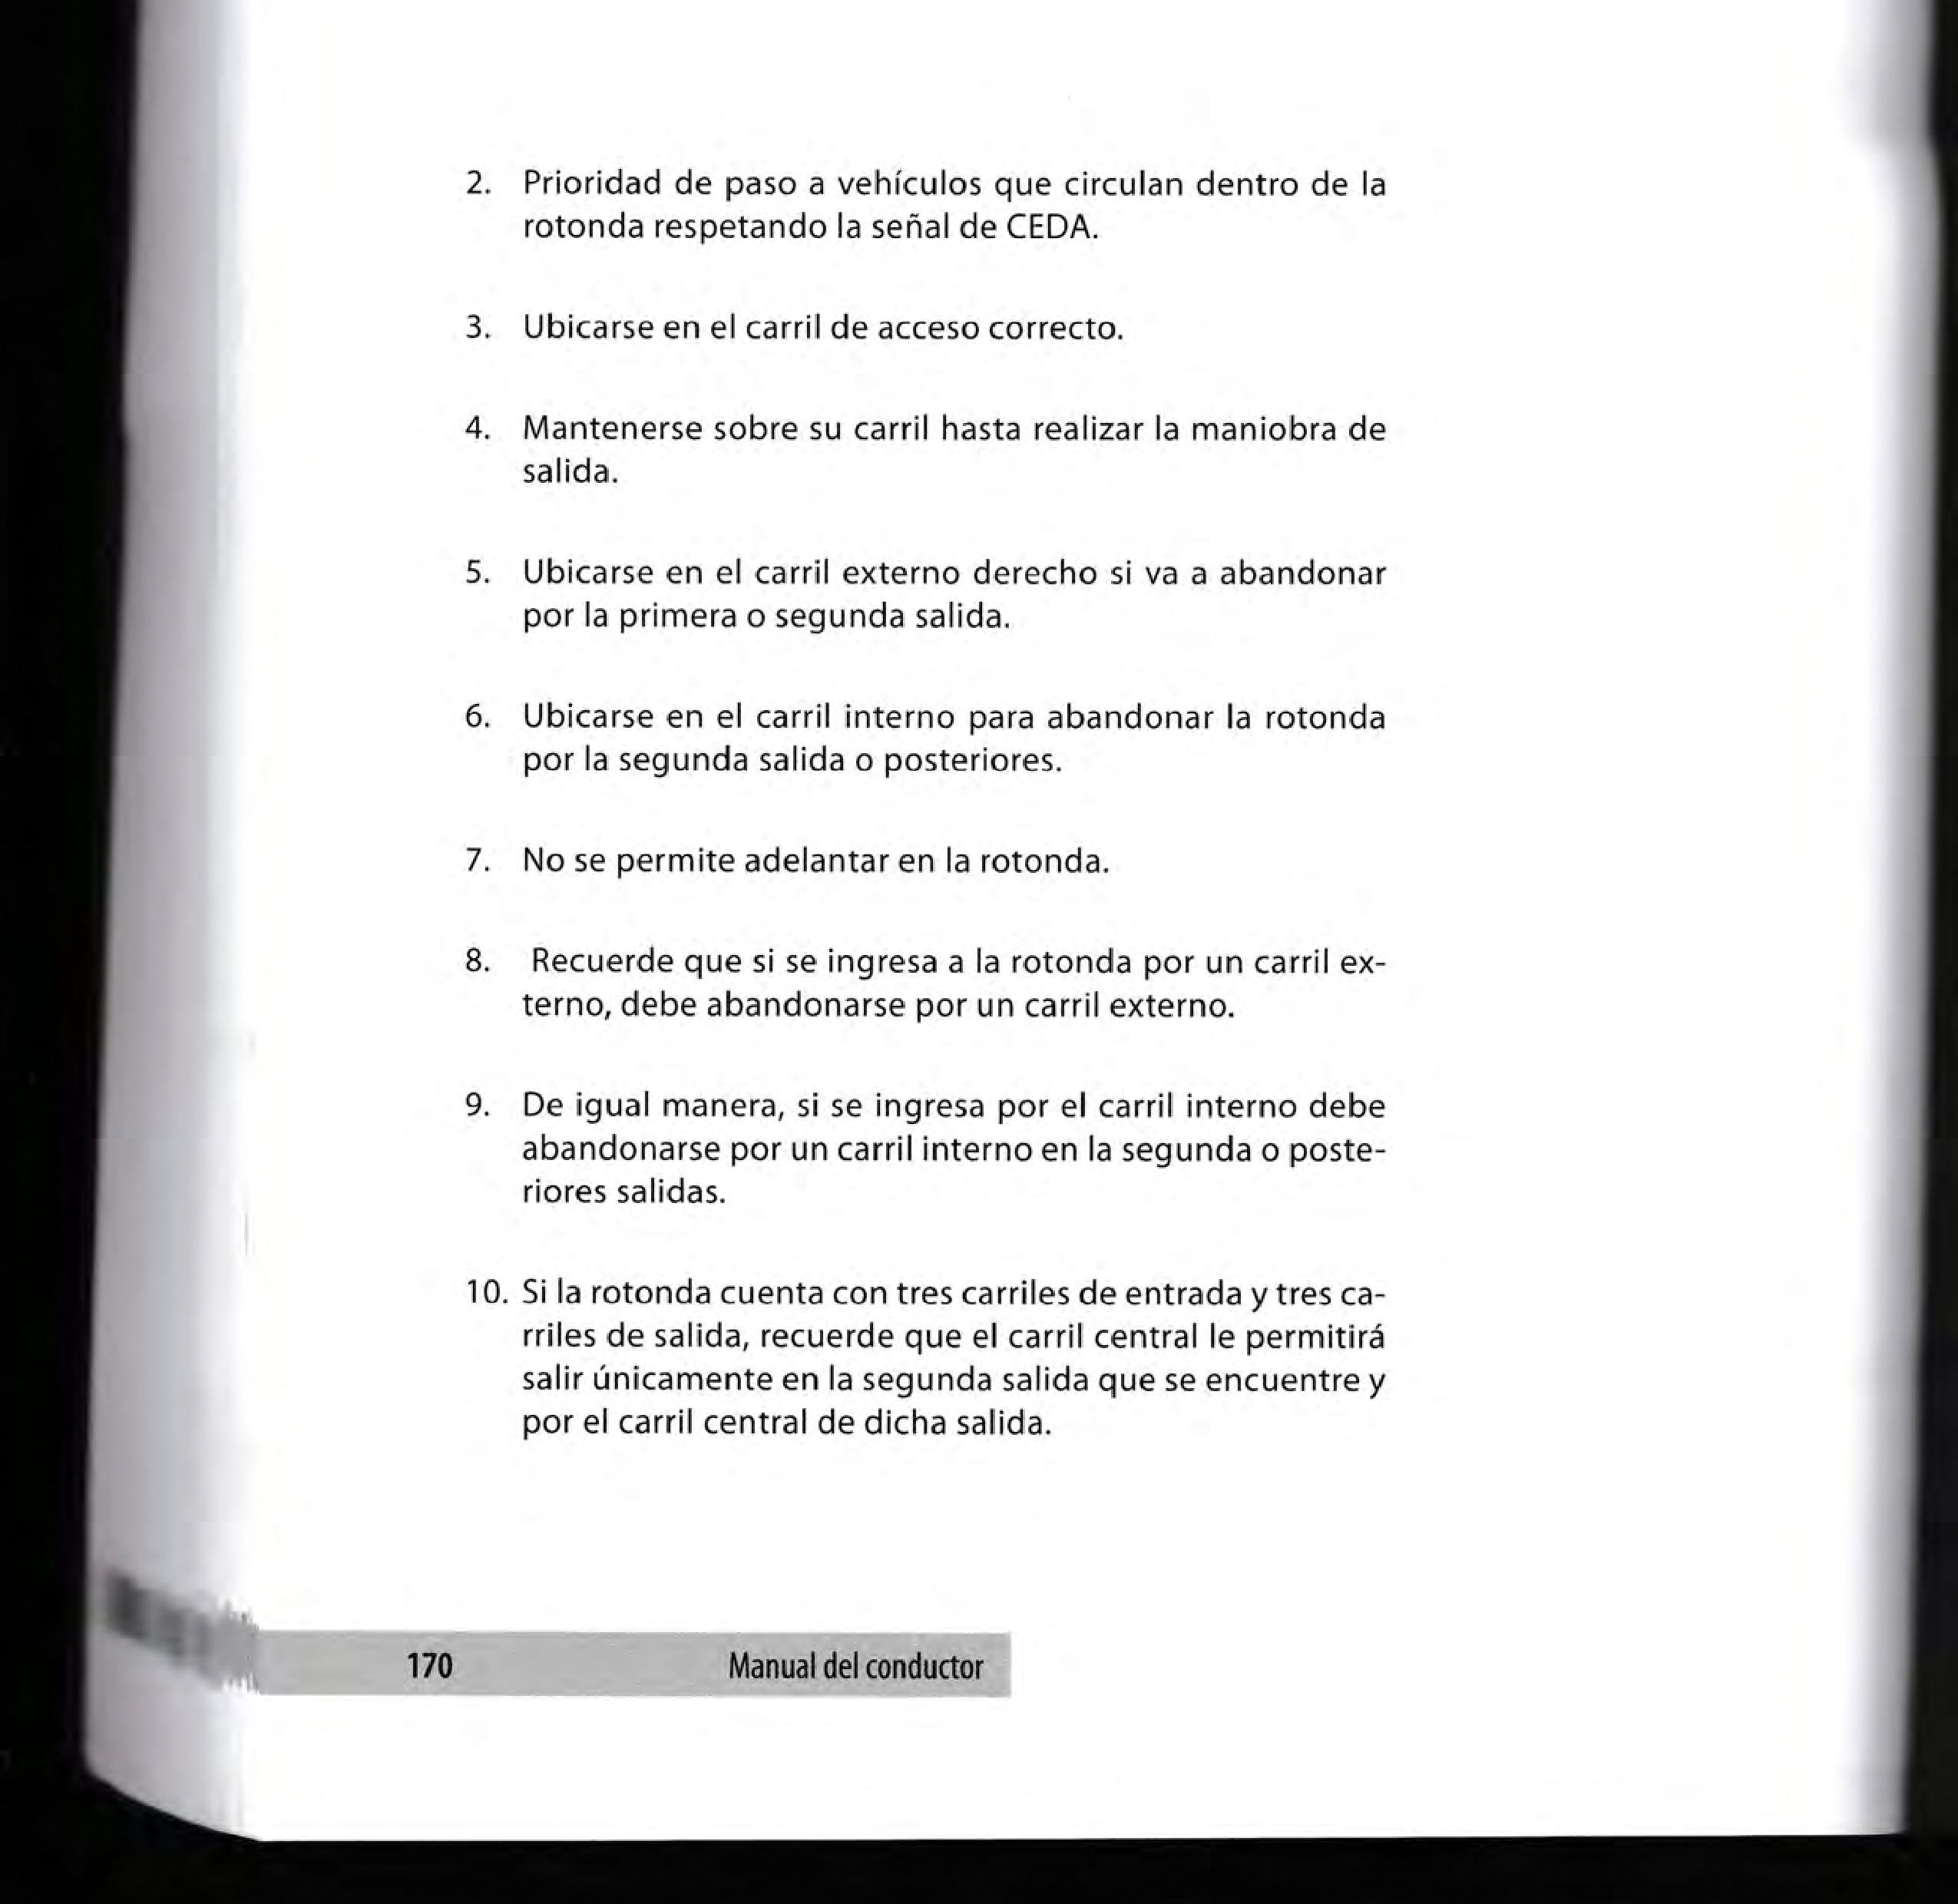 2. Prioridad de paso a vehículos que circulan dentro de la
rotonda respetando la señal de CEDA.
3. Ubicarse en el carril de acceso correcto.
4. Mantenerse sobre su carril hasta realizar la maniobra de
salida.
5. Ubicarse en el carril externo derecho si va a abandonar
por la primera o segunda salida.
6. Ubicarse en el carril interno para abandonar la rotonda
por la segunda salida o posteriores.
7. No se permite adelantar en la rotonda.
8. Recuerde que si se ingresa a la rotonda por un carril ex-
terno, debe abandonarse por un carril externo.
9. De igual manera, si se ingresa por el carril interno debe
abandonarse por un carril interno en la segunda o poste-
riores salidas.
10. Si la rotonda cuenta con tres carriles de entrada y tres ca-
rriles de salida, recuerde que el carril central le permitirá
salir únicamente en la segunda salida que se encuentre y
por el carril central de dicha salida.
170 Manual del conductor